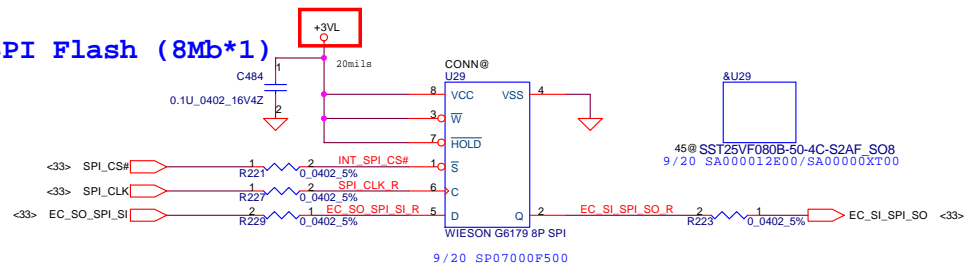 +3VL
SPI Flash (8Mb*1)
20mils
C484
1
2
0.1U_0402_16V4Z
CONN@
U29
8 VCC VSS 4
3 W
7 HOLD
<33> SPI_CS# R221 1 2 0_0402_5% INT_SPI_CS# 1 S
<33> SPI_CLK R227 1 2 0_0402_5% SPI_CLK_R 6 C
<33> EC_SO_SPI_SI R229 2 1 0_0402_5% EC_SO_SPI_SI_R 5 D
Q 2 EC_SI_SPI_SO_R R223 2 1 0_0402_5% EC_SI_SPI_SO <33>
WIESON G6179 8P SPI
9/20 SP07000F500
&U29
45@ SST25VF080B-50-4C-S2AF_SO8
9/20 SA000012E00/SA00000XT00